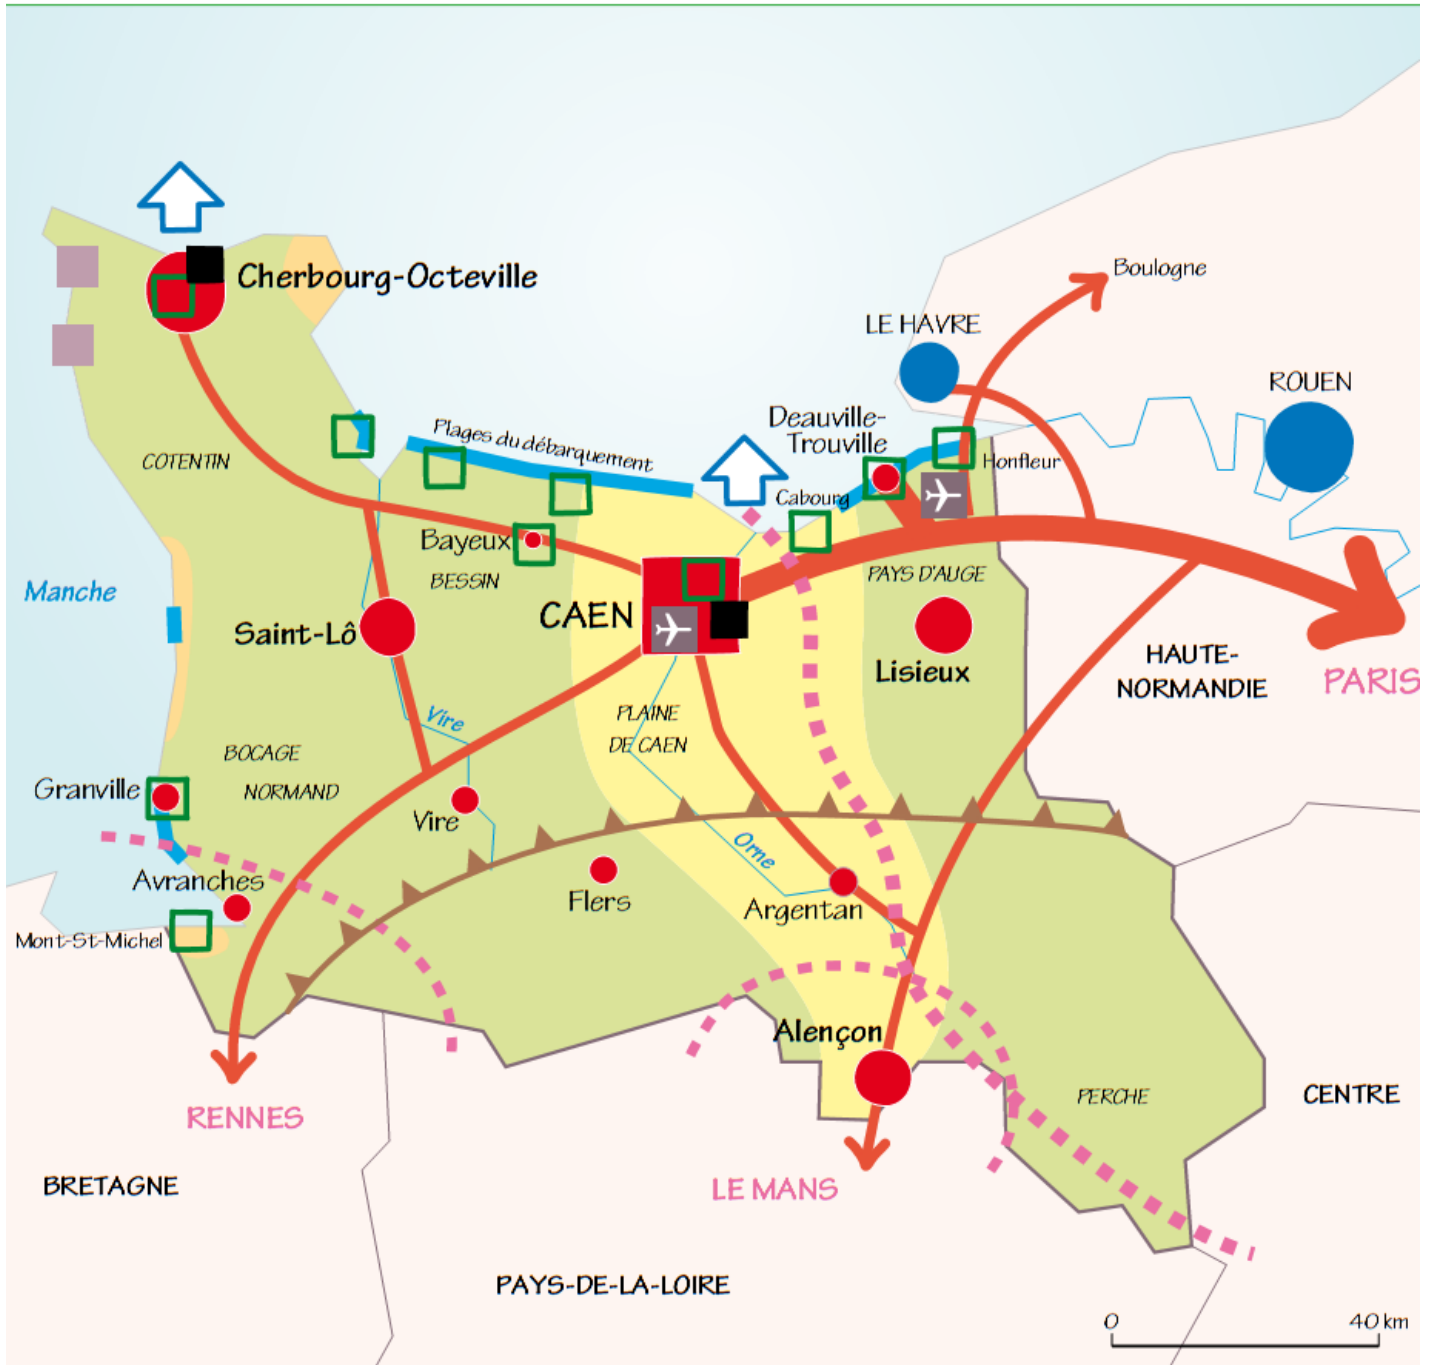 Cherbourg-Octeville
Boulogne
LE HAVRE
ROUEN
Deauville-
Trouville
Plages du débarquement
COTENTIN
Honfleur
Cabourg
Bayeux
BESSIN
PAYS D'AUGE
Manche
CAEN
Saint-Lô
Lisieux
HAUTE-
NORMANDIE
PARIS
PLAINE
DE CAEN
Vire
BOCAGE
NORMAND
Granville
Vire
Orne
Avranches
Flers
Argentan
Mont-St-Michel
Alençon
RENNES
PERCHE
CENTRE
BRETAGNE
LE MANS
PAYS-DE-LA-LOIRE
0 40 km